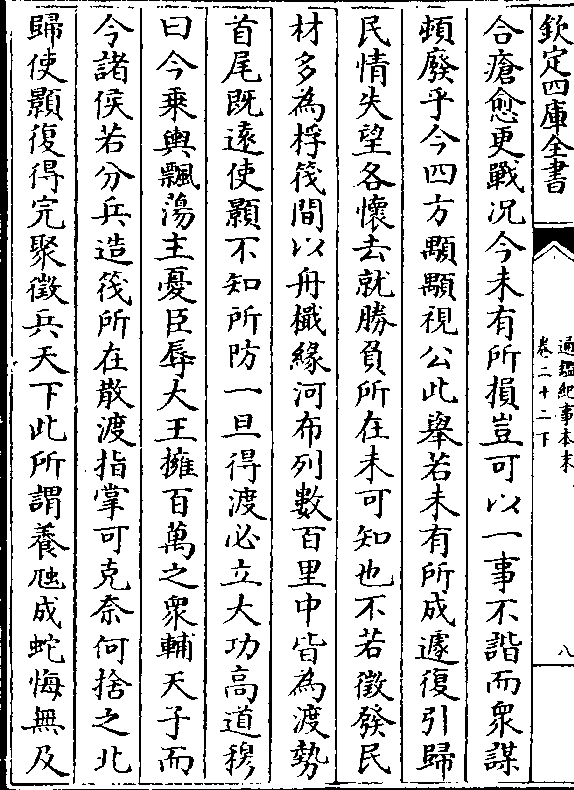 欽定四庫全書
通鑑紀事本末
卷二十二下
八
合瘡愈更戰况今未有所損豈可以一事不諧而衆謀
頓廢乎今四方顒顒視公此舉若未有所成遽復引歸
民情失望各懷去就勝負所在未可知也不若徵發民
材多為桴筏間以舟檝緣河布列數百里中皆為渡勢
首尾既遠使顥不知所防一旦得渡必立大功高道穆
曰今乘輿飄蕩主憂臣辱大王擁百萬之衆輔天子而
令諸侯若分兵造筏所在散渡指掌可克奈何捨之北
歸使顥復得完聚徵兵天下此所謂養虺成蛇悔無及